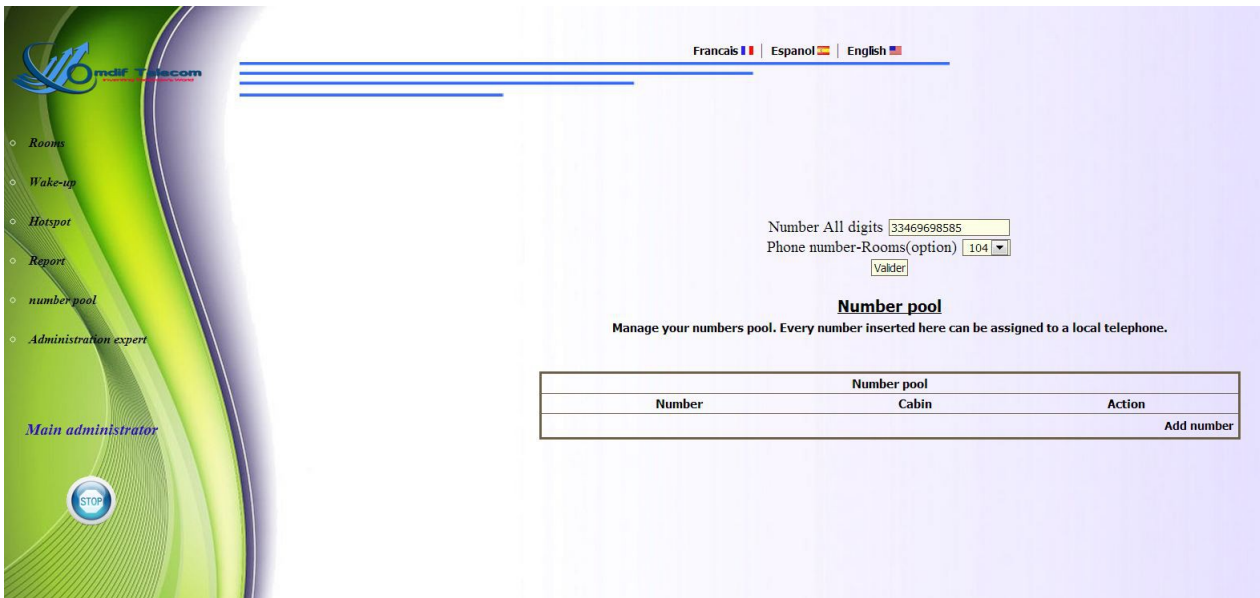 Omdif Telecom
Francais | Espanol | English
Rooms
Wake-up
Hotspot
Report
number pool
Administration expert
Main administrator
STOP
Number All digits 33469698585
Phone number-Rooms(option) 104
Valider
Number pool
Manage your numbers pool. Every number inserted here can be assigned to a local telephone.
Number pool
Number Cabin Action
Add number